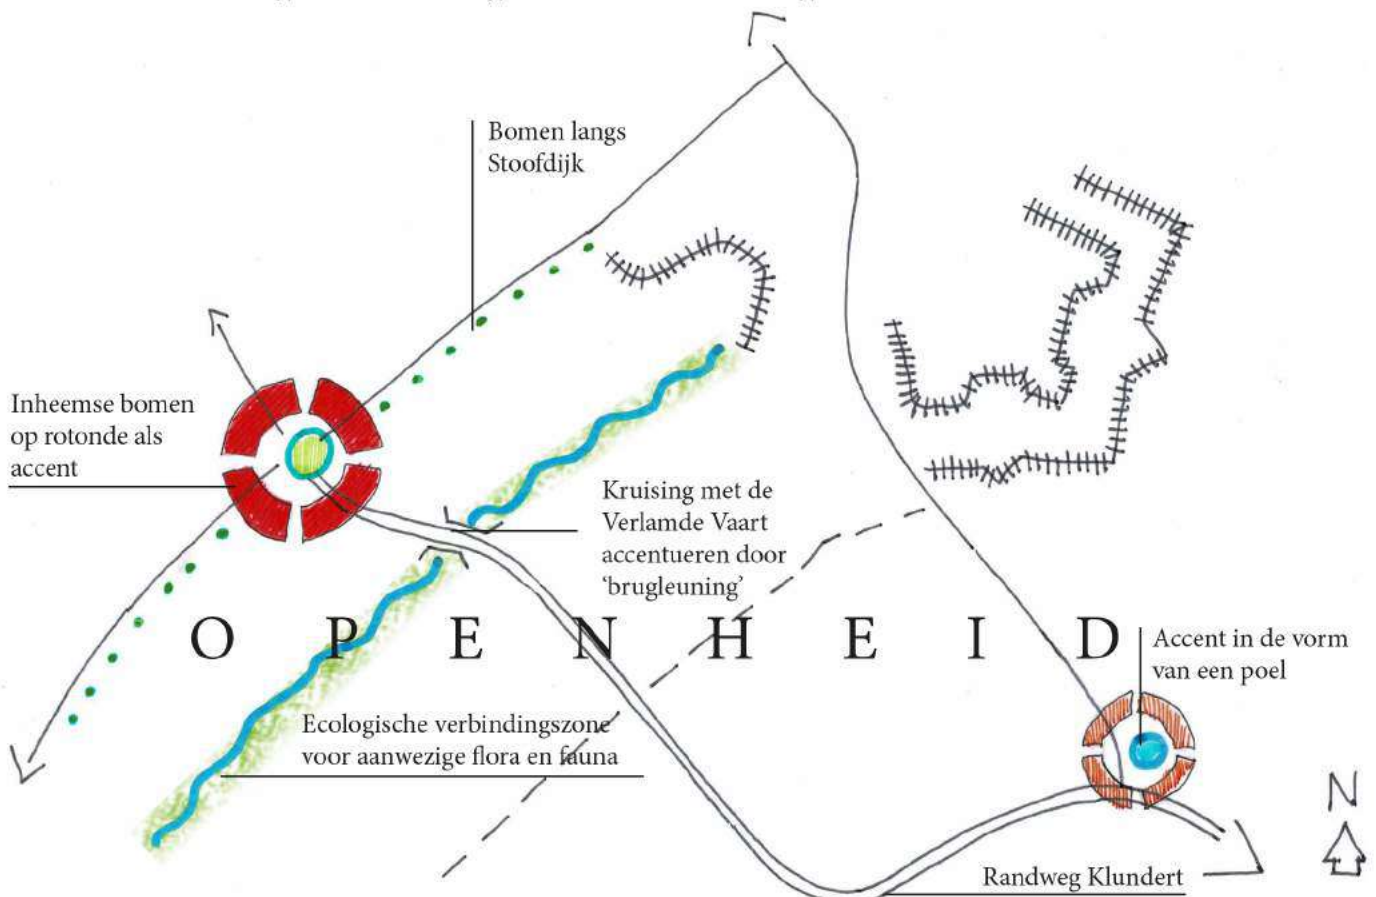 Bomen langs
Stoofdijk
Inheemse bomen
op rotonde als
accent
Kruising met de
Verlamde Vaart
accentueren door
‘brugleuning’
OPENHEID
Accent in de vorm
van een poel
Ecologische verbindingszone
voor aanwezige flora en fauna
N
Randweg Klundert